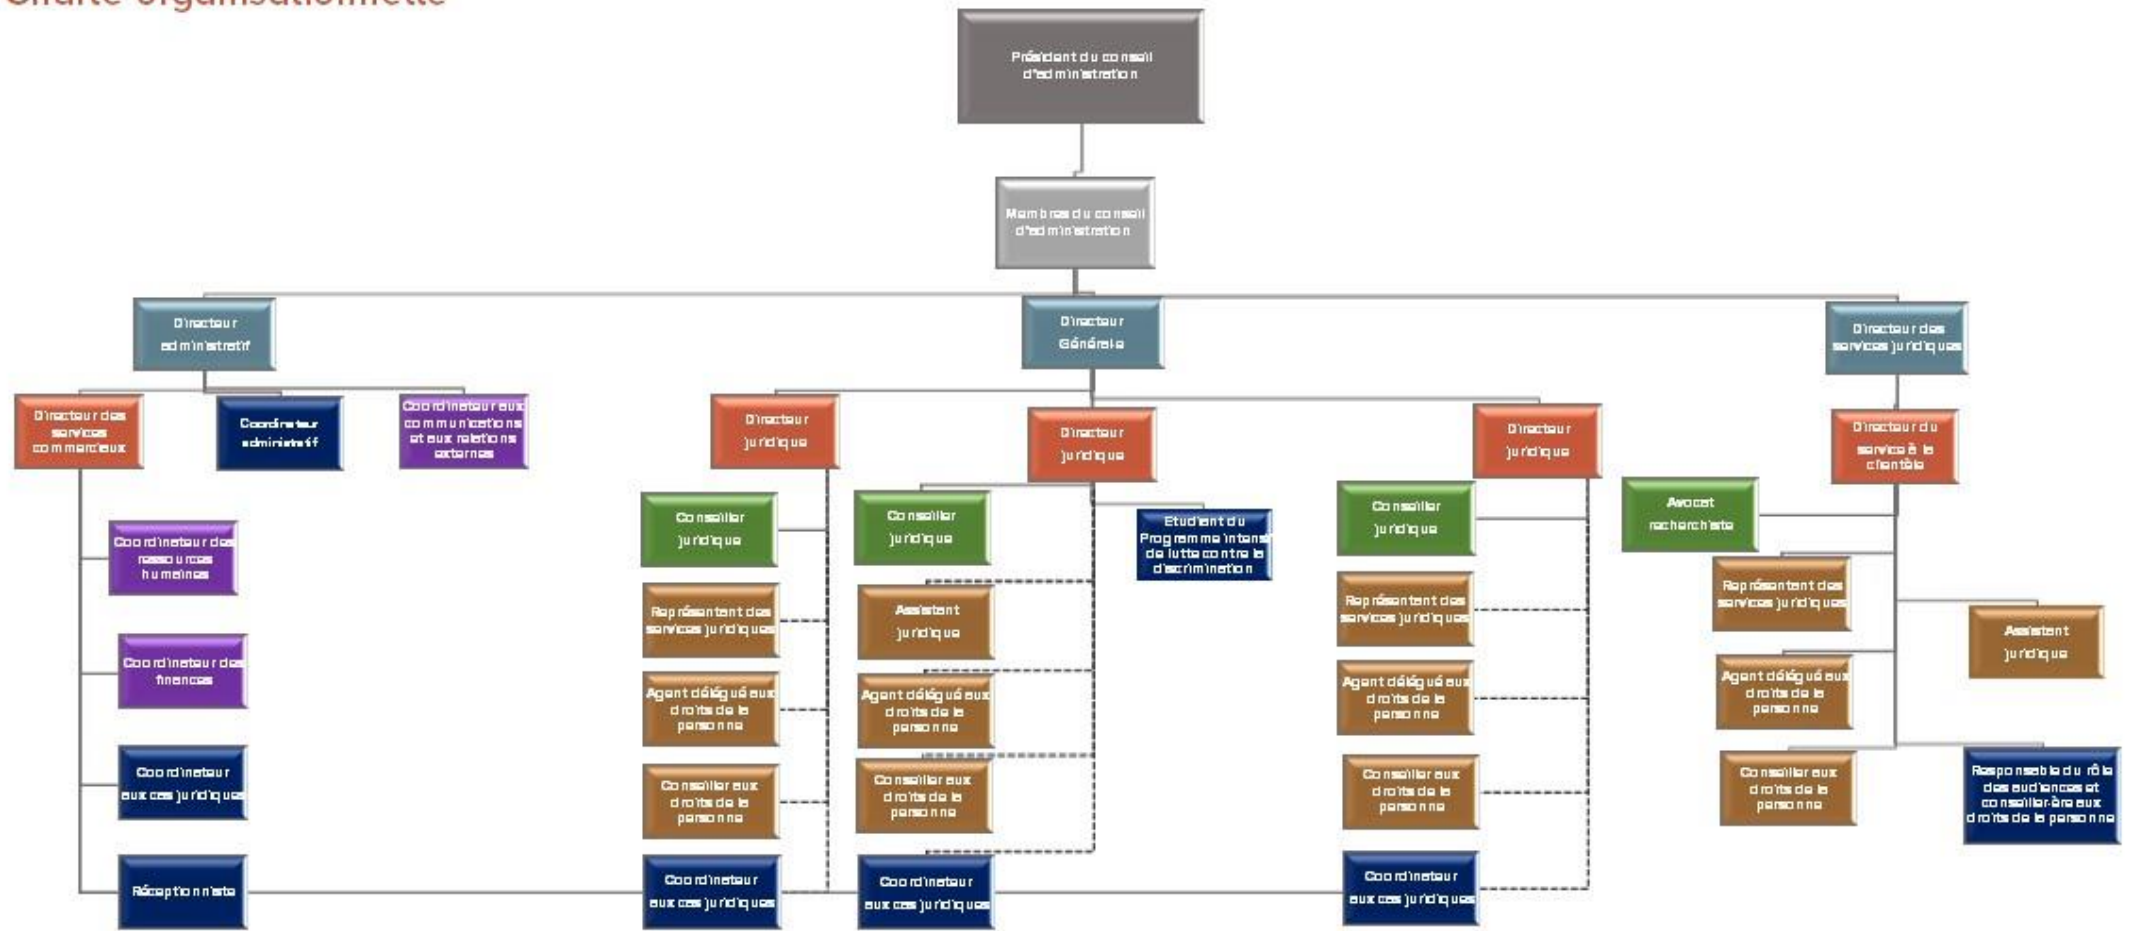 Charte organisationnelle
Président du conseil
d'administration
Membres du conseil
d'administration
Directeur
administratif
Directeur
Générale
Directeur des
services juridiques
Directeur des
services
commerciaux
Coordinateur
administratif
Coordinateur aux
communications
et aux relations
externes
Directeur
juridique
Directeur
juridique
Directeur
juridique
Directeur du
service à la
clientèle
Coordinateur des
ressources
humaines
Coordinateur des
finances
Coordinateur
aux cas juridiques
Réceptionniste
Conseiller
juridique
Représentant des
services juridiques
Agent délégué aux
droits de la
personne
Conseiller aux
droits de la
personne
Coordinateur
aux cas juridiques
Conseiller
juridique
Assistant
juridique
Agent délégué aux
droits de la
personne
Conseiller aux
droits de la
personne
Coordinateur
aux cas juridiques
Etudiant du
Programme intensi
de lutte contre la
discrimination
Conseiller
juridique
Représentant des
services juridiques
Agent délégué aux
droits de la
personne
Conseiller aux
droits de la
personne
Coordinateur
aux cas juridiques
Avocat
recherchiste
Représentant des
services juridiques
Agent délégué aux
droits de la
personne
Conseiller aux
droits de la
personne
Assistant
juridique
Responsable du rôle
des audiences et
conseiller-ère aux
droits de la personne